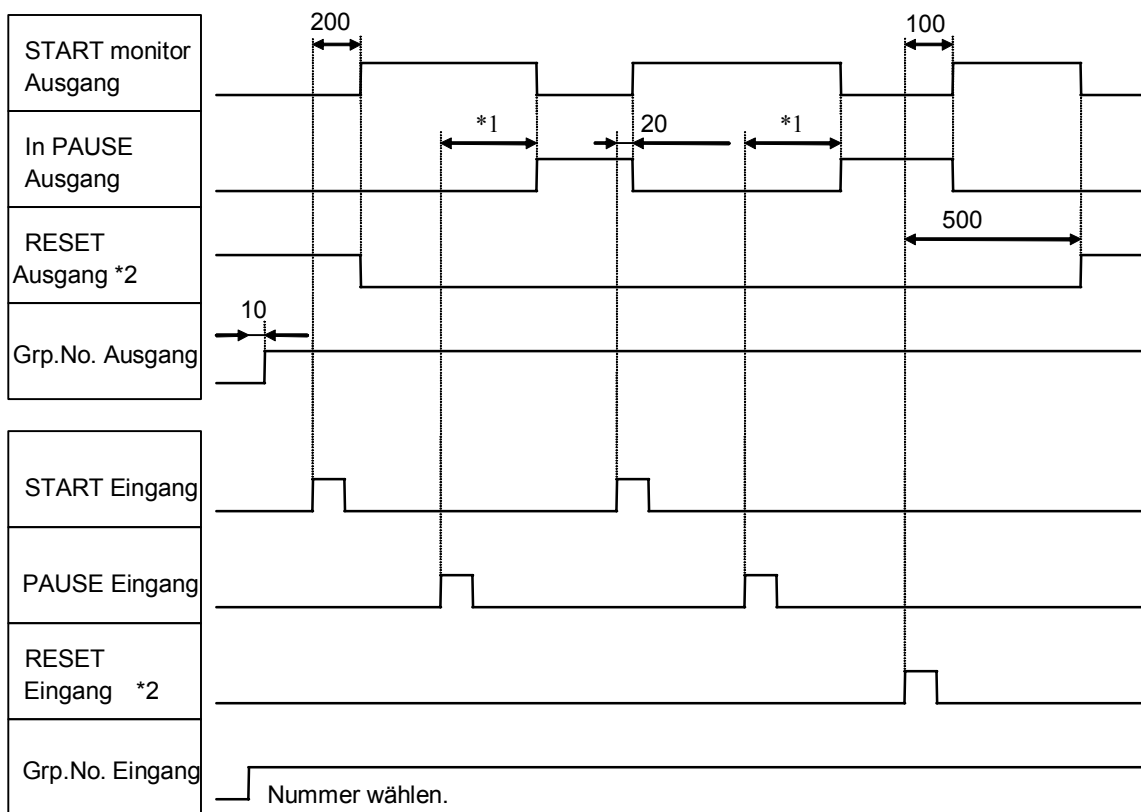 200
100
START monitor
Ausgang
*1
20
*1
In PAUSE
Ausgang
500
RESET
Ausgang *2
10
Grp.No. Ausgang
START Eingang
PAUSE Eingang
RESET
Eingang *2
Grp.No. Eingang
Nummer wählen.